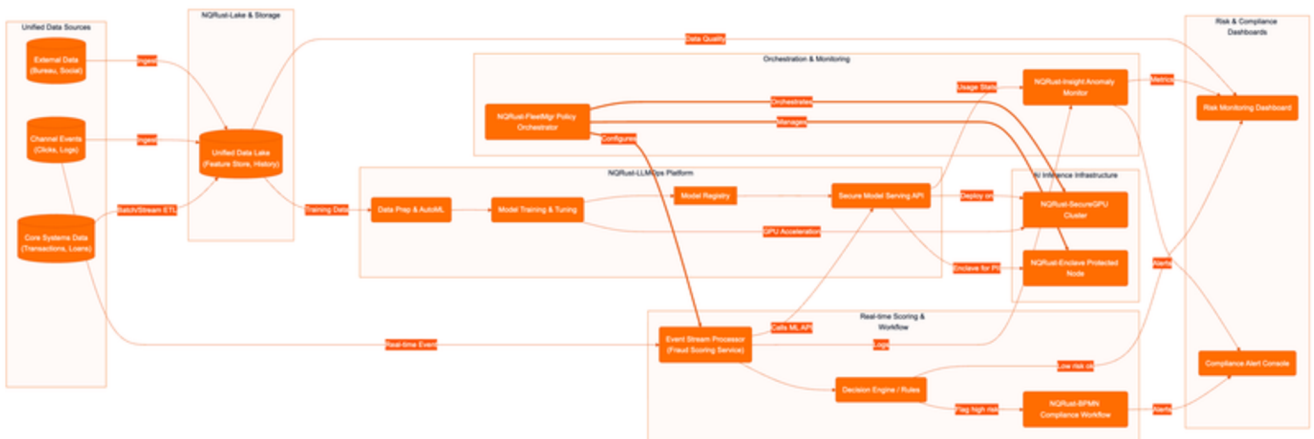 Unified Data Sources
External Data
(Bureau, Social)
Channel Events
(Clicks, Logs)
Core Systems Data
(Transactions, Loans)
Ingest
Ingest
Batch/Stream ETL
NQRust-Lake & Storage
Unified Data Lake
(Feature Store, History)
Data Quality
Training Data
Real-time Event
Orchestration & Monitoring
NQRust-FleetMgr Policy
Orchestrator
Orchestrates
Manages
Configures
Usage Stats
NQRust-Insight Anomaly
Monitor
Metrics
NQRust-LLMOps Platform
Data Prep & AutoML
Model Training & Tuning
Model Registry
Secure Model Serving API
GPU Acceleration
Deploy on
Enclave for PII
AI Inference Infrastructure
NQRust-SecureGPU
Cluster
NQRust-Enclave Protected
Node
Real-time Scoring &
Workflow
Event Stream Processor
(Fraud Scoring Service)
Calls ML API
Logs
Decision Engine / Rules
Low risk ok
Flag high risk
NQRust-BPMN
Compliance Workflow
Alerts
Alerts
Risk & Compliance
Dashboards
Risk Monitoring Dashboard
Compliance Alert Console